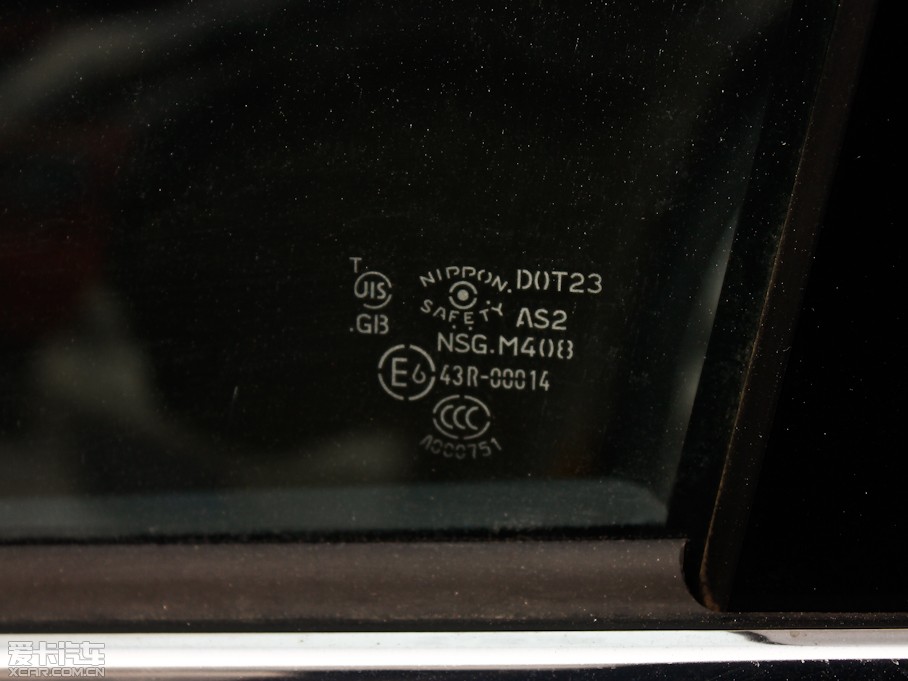 T
JIS
.GB
NIPPON.
SAFETY
DOT23
AS2
NSG.M408
E6 43R-00014
CCC
A000751
爱卡汽车
XCAR.COM.CN